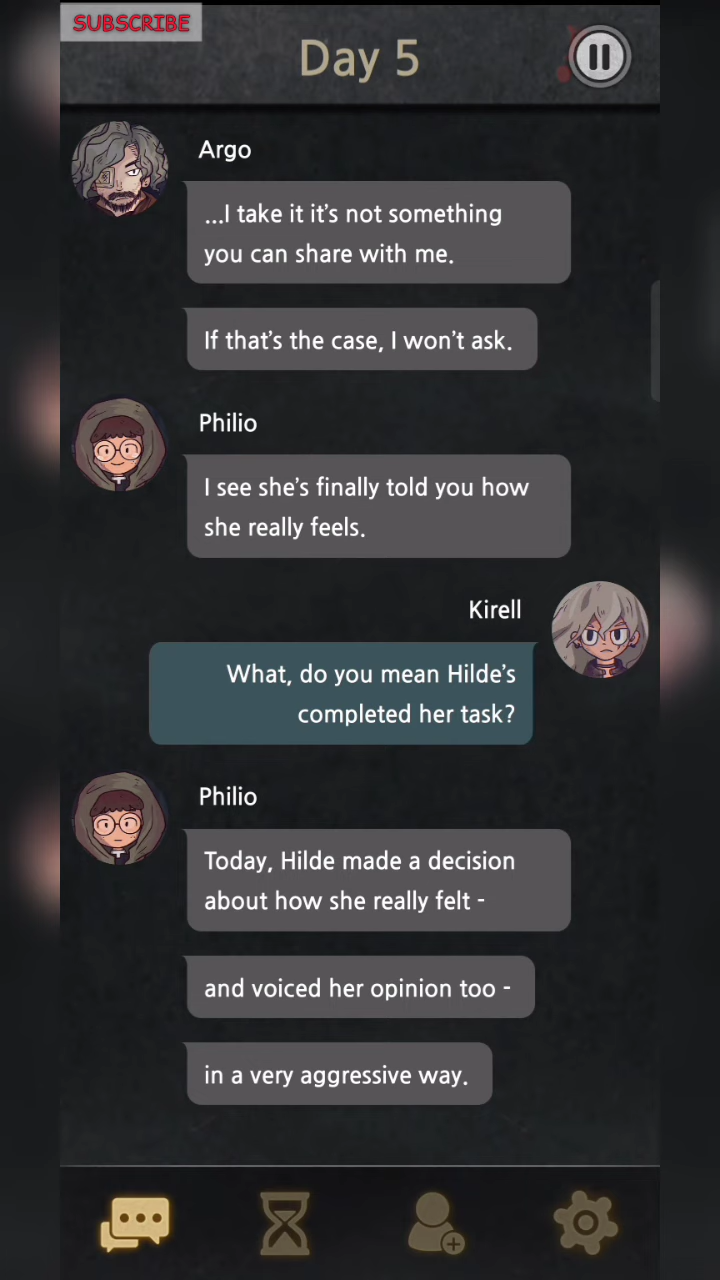 SUBSCRIBE
Day 5
Argo
...I take it it's not something
you can share with me.
If that's the case, I won't ask.
Philio
I see she's finally told you how
she really feels.
Kirell
What, do you mean Hilde's
completed her task?
Philio
Today, Hilde made a decision
about how she really felt -
and voiced her opinion too -
in a very aggressive way.